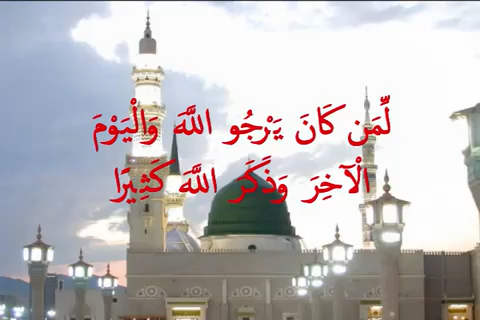 لِّمَن كَانَ يَرْجُو اللَّهَ وَالْيَوْمَ
الْآخِرَ وَذَكَرَ اللَّهَ كَثِيرًا